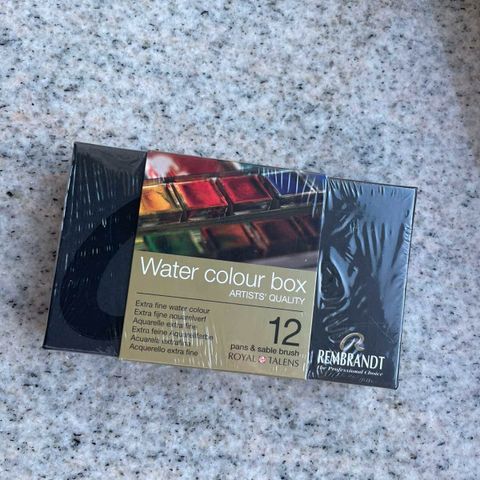 Water colour box
ARTISTS' QUALITY
Extra fine water colour
Extra fijne aquarelverf
Aquarelle extra fine
Extra feine Aquarellfarbe
Acuarela extrafina
Acquerello extra fine
12
pans & sable brush
ROYAL TALENS
REMBRANDT
The Professional Choice